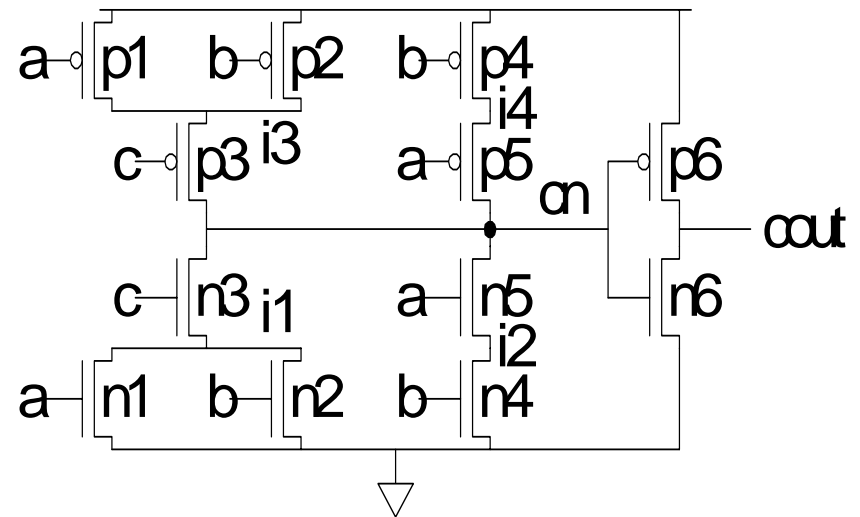 a p1 b p2 b p4
i4
c p3 i3 a p5 cn p6
cout
c n3 i1 a n5 n6
i2
a n1 b n2 b n4